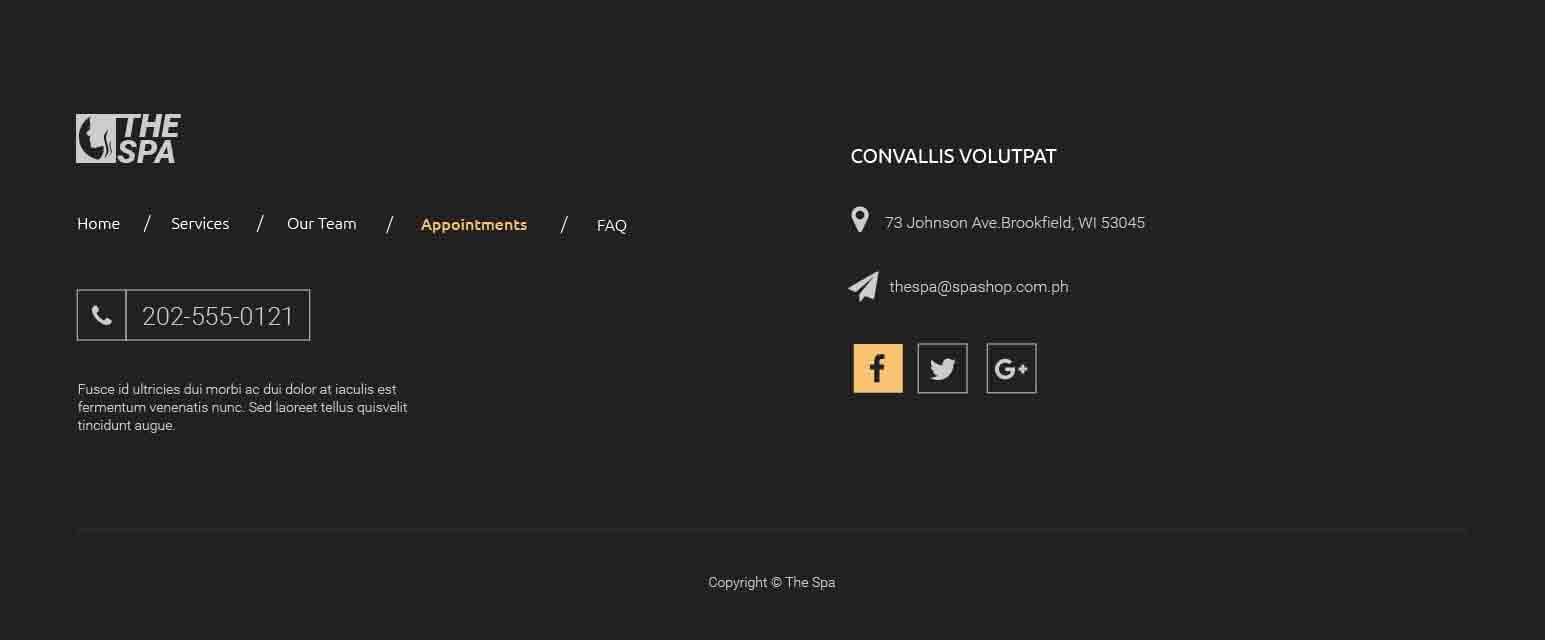 THE
SPA
Home / Services / Our Team / Appointments / FAQ
202-555-0121
Fusce id ultricies dui morbi ac dui dolor at iaculis est
fermentum venenatis nunc. Sed laoreet tellus quisvelit
tincidunt augue.
CONVALLIS VOLUTPAT
73 Johnson Ave.Brookfield, WI 53045
thespa@spashop.com.ph
f
G+
Copyright © The Spa